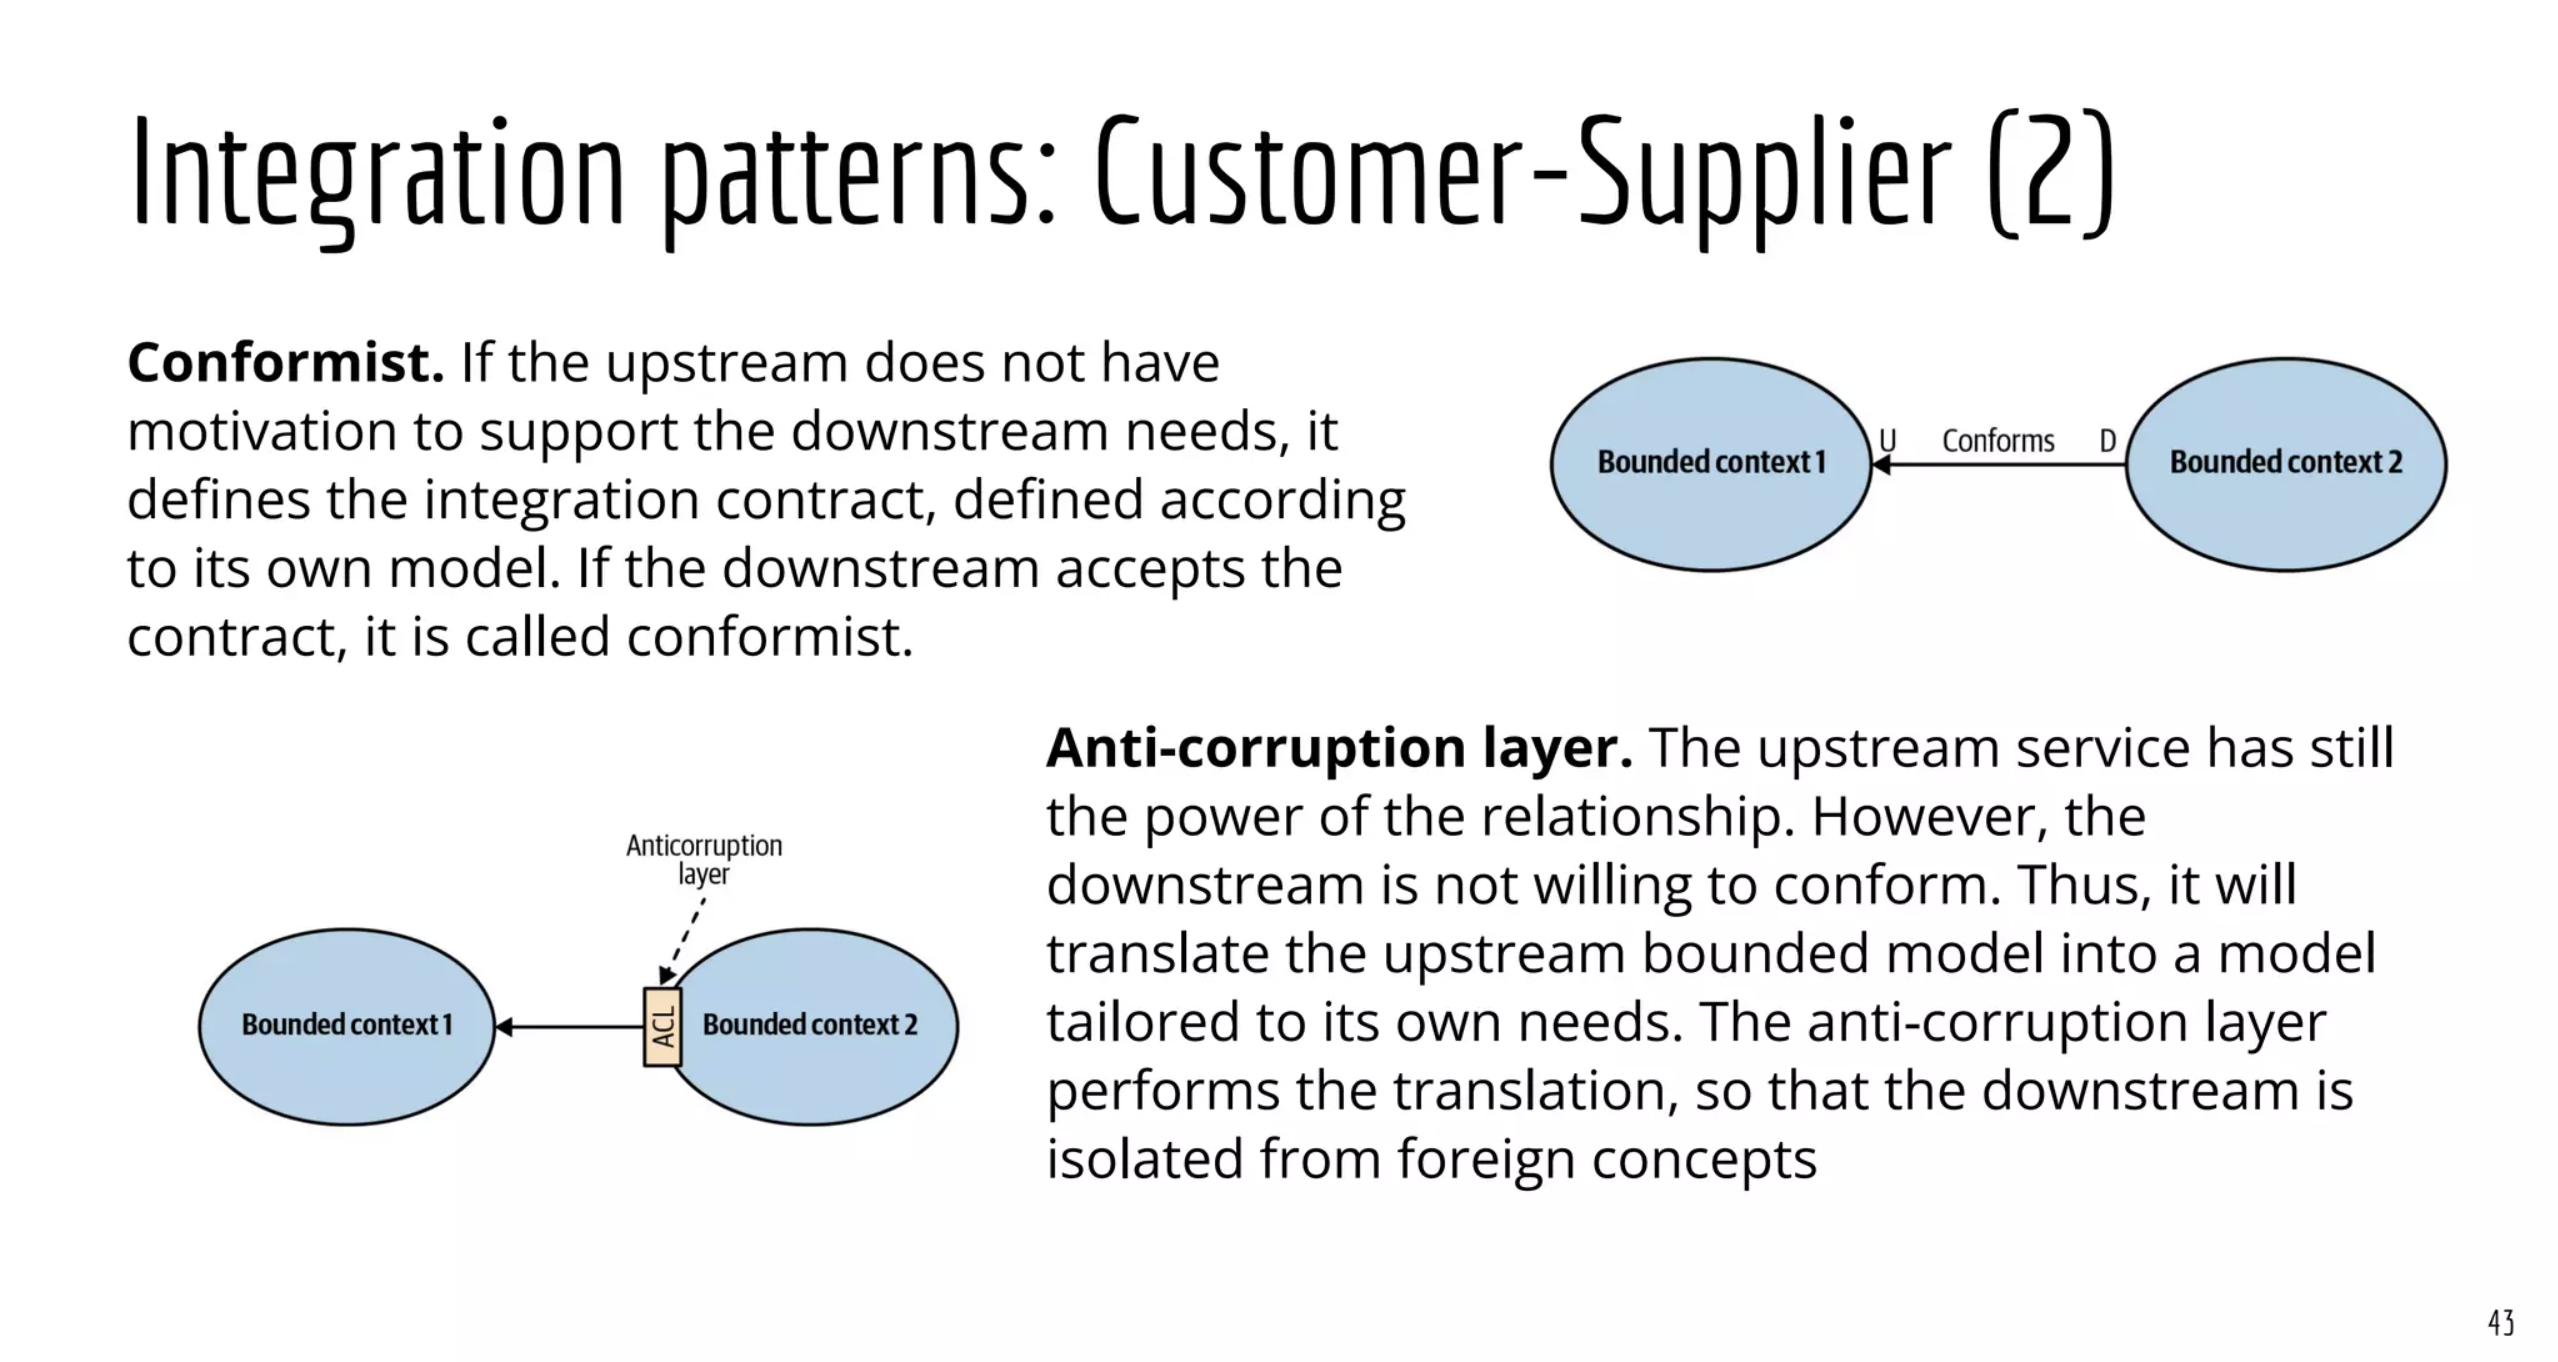 Integration patterns: Customer-Supplier (2)
Conformist. If the upstream does not have
motivation to support the downstream needs, it
defines the integration contract, defined according
to its own model. If the downstream accepts the
contract, it is called conformist.
Bounded context 1
U Conforms D
Bounded context 2
Anticorruption
layer
Bounded context 1
ACL
Bounded context 2
Anti-corruption layer. The upstream service has still
the power of the relationship. However, the
downstream is not willing to conform. Thus, it will
translate the upstream bounded model into a model
tailored to its own needs. The anti-corruption layer
performs the translation, so that the downstream is
isolated from foreign concepts
43